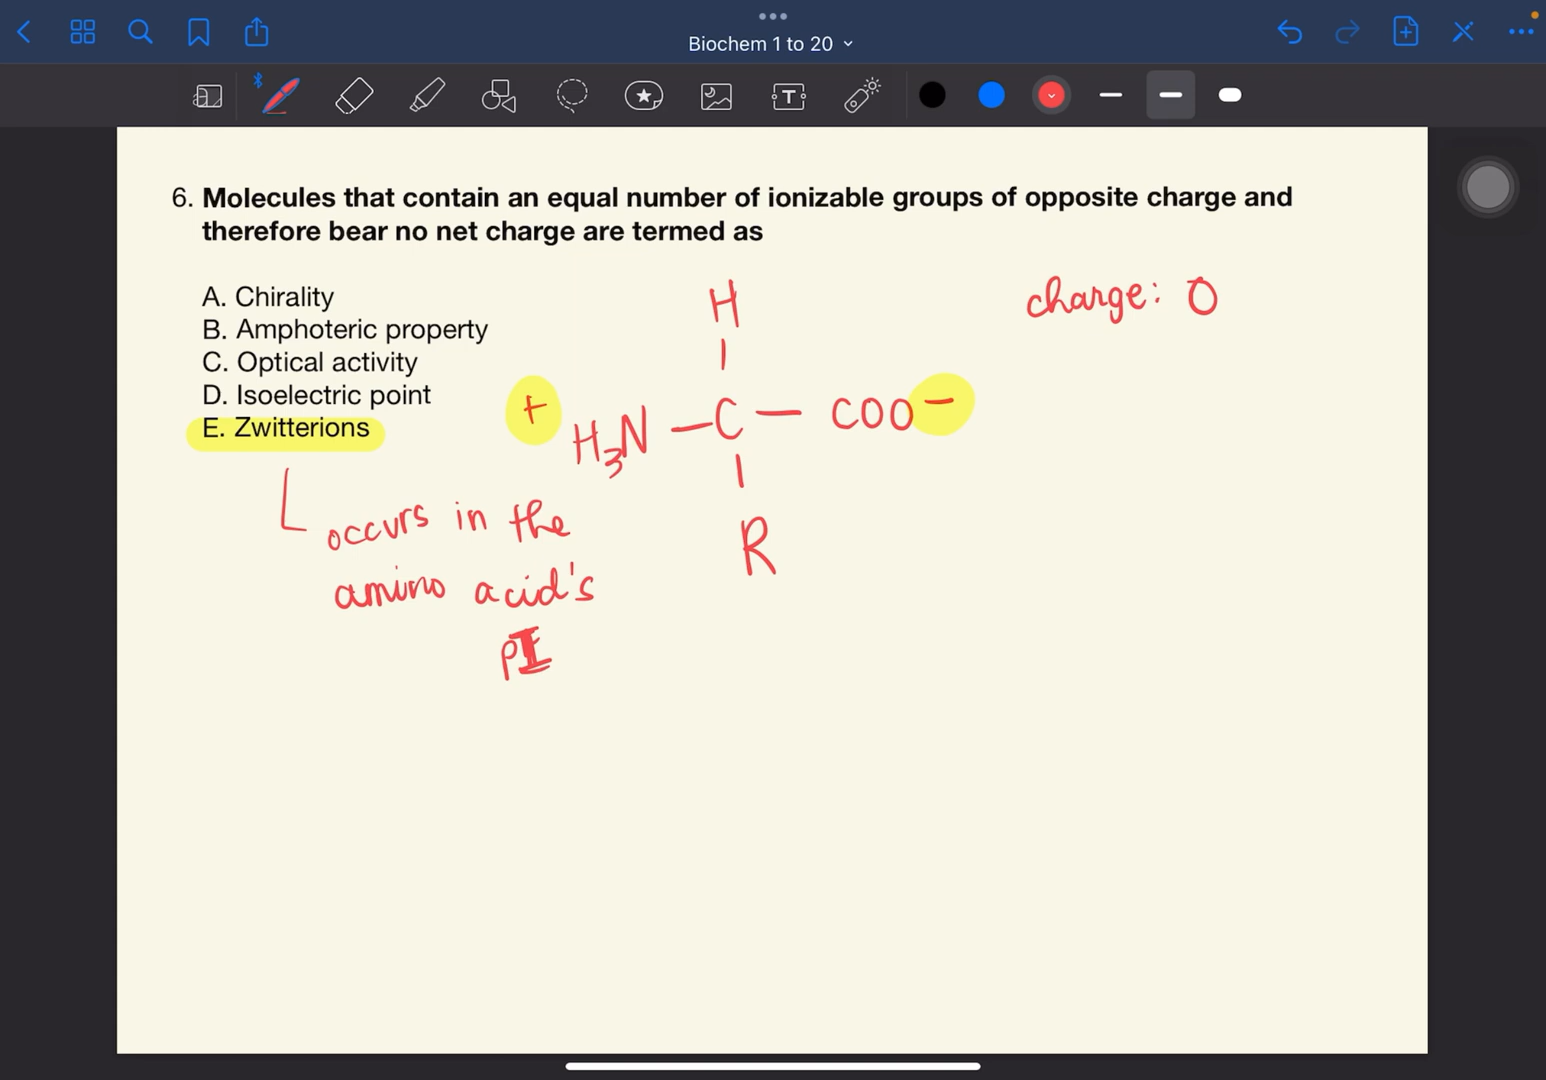 Biochem 1 to 20
T
6. Molecules that contain an equal number of ionizable groups of opposite charge and
therefore bear no net charge are termed as
A. Chirality
B. Amphoteric property
C. Optical activity
D. Isoelectric point
E. Zwitterions
charge: 0
H
+ H₃N – C – COO⁻
R
occurs in the
amino acid's
pI